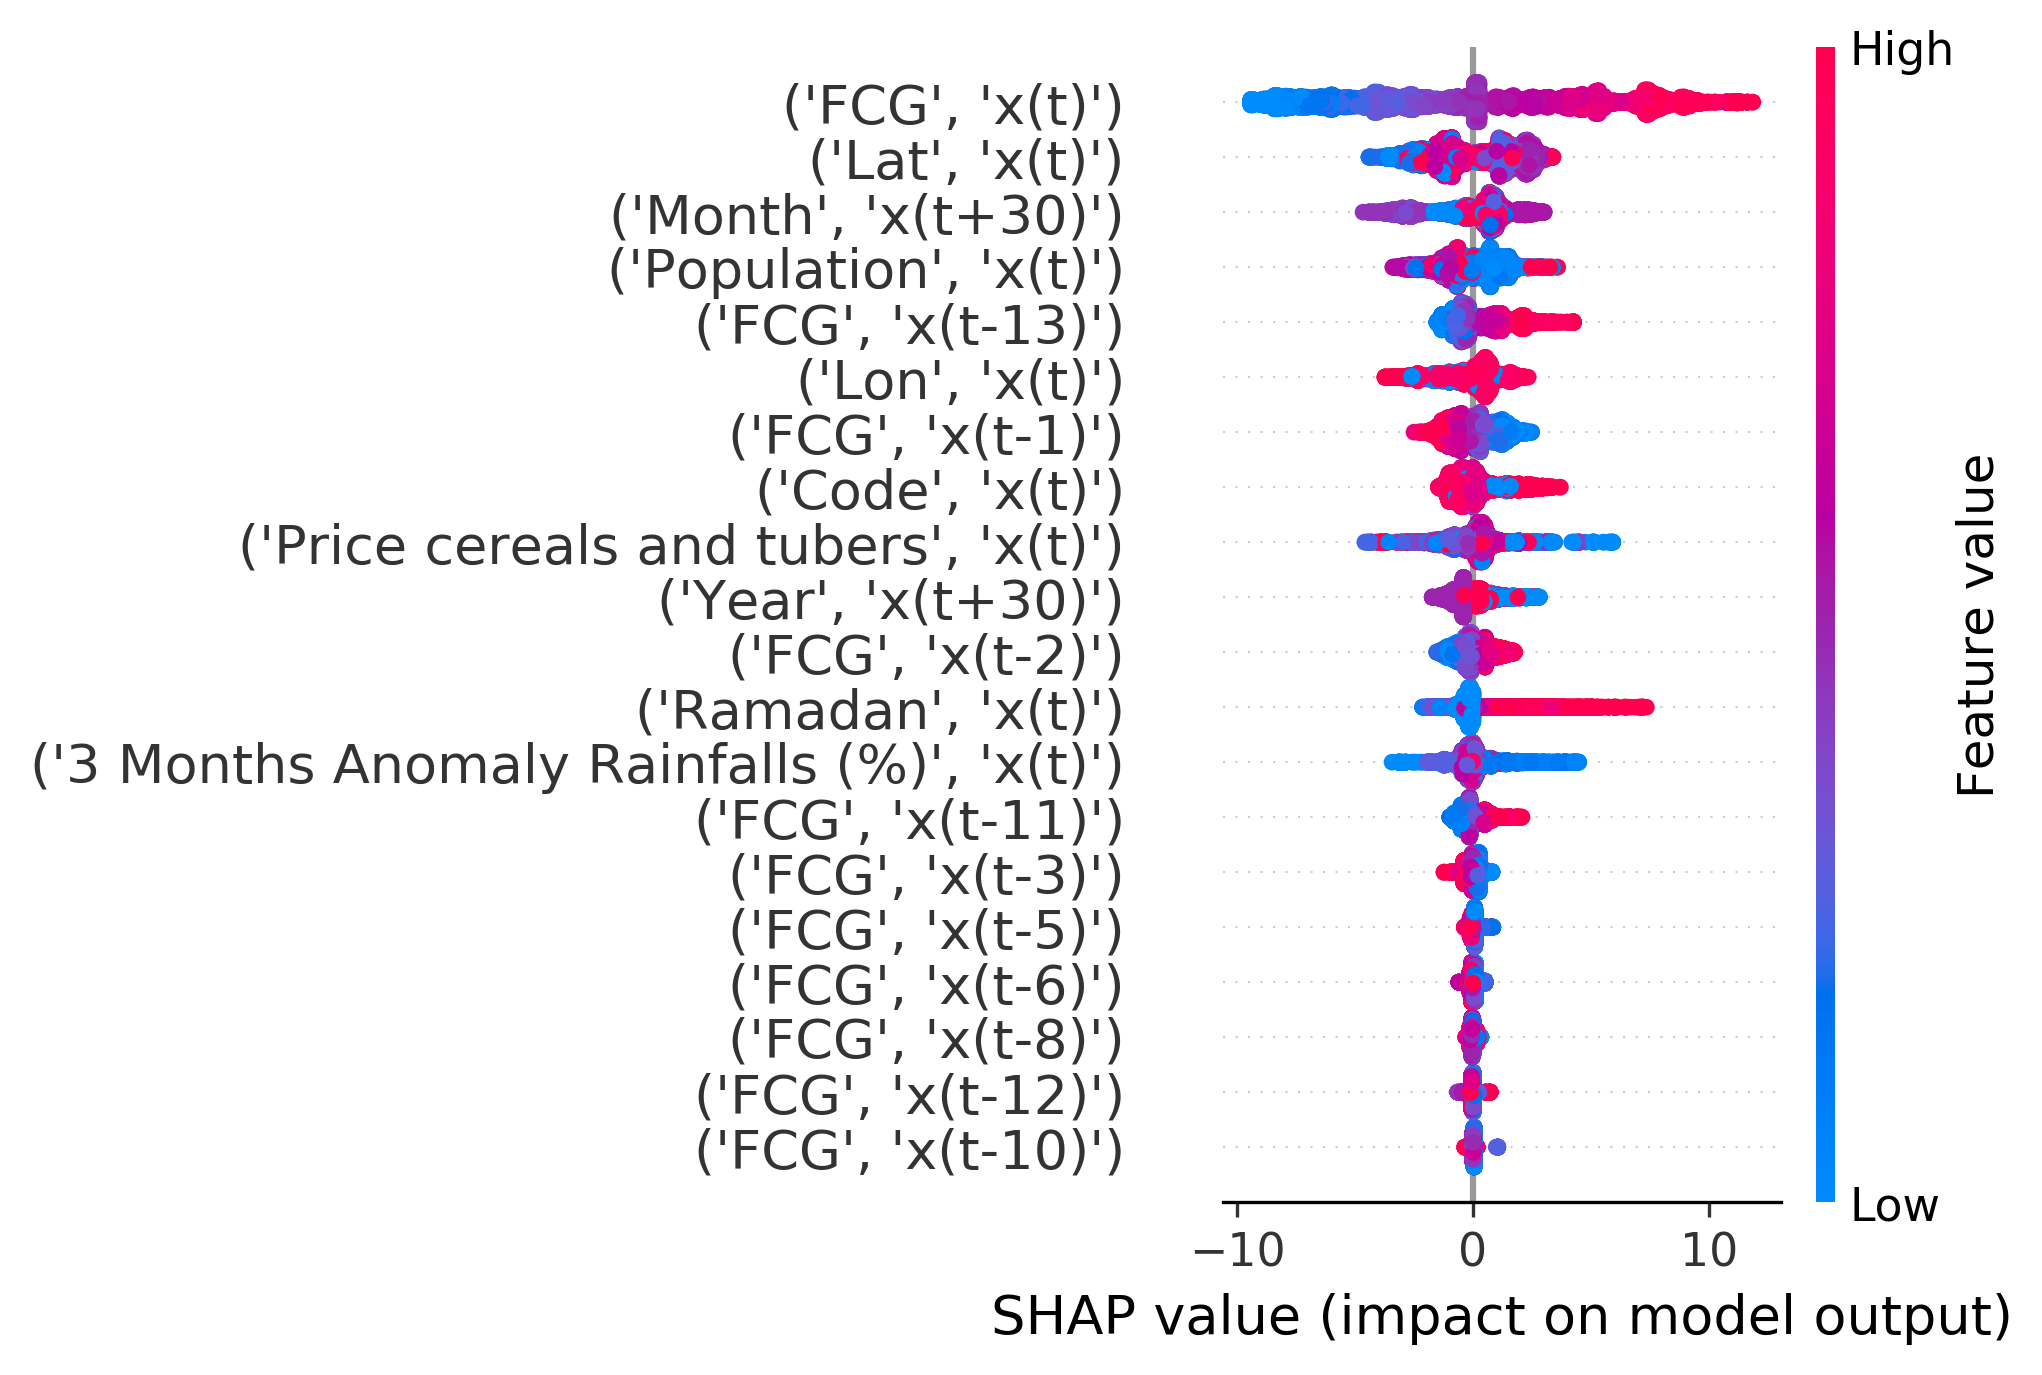 High
('FCG', 'x(t)')
('Lat', 'x(t)')
('Month', 'x(t+30)')
('Population', 'x(t)')
('FCG', 'x(t-13)')
('Lon', 'x(t)')
('FCG', 'x(t-1)')
('Code', 'x(t)')
('Price cereals and tubers', 'x(t)')
('Year', 'x(t+30)')
('FCG', 'x(t-2)')
('Ramadan', 'x(t)')
('3 Months Anomaly Rainfalls (%)', 'x(t)')
('FCG', 'x(t-11)')
('FCG', 'x(t-3)')
('FCG', 'x(t-5)')
('FCG', 'x(t-6)')
('FCG', 'x(t-8)')
('FCG', 'x(t-12)')
('FCG', 'x(t-10)')
Feature value
Low
−10 0 10
SHAP value (impact on model output)